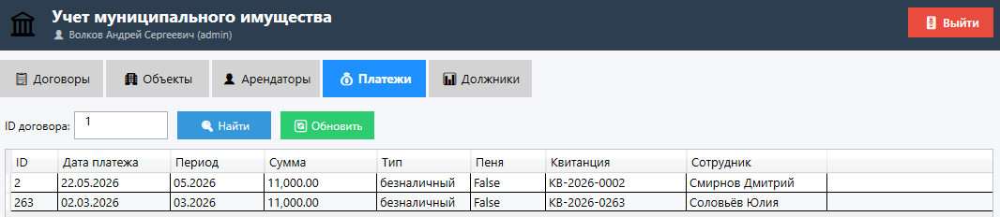 Учет муниципального имущества
Волков Андрей Сергеевич (admin)
Выйти
Договоры Объекты Арендаторы Платежи Должники
ID договора: 1 Найти Обновить
ID Дата платежа Период Сумма Тип Пеня Квитанция Сотрудник
2 22.05.2026 05.2026 11,000.00 безналичный False КВ-2026-0002 Смирнов Дмитрий
263 02.03.2026 03.2026 11,000.00 безналичный False КВ-2026-0263 Соловьёв Юлия